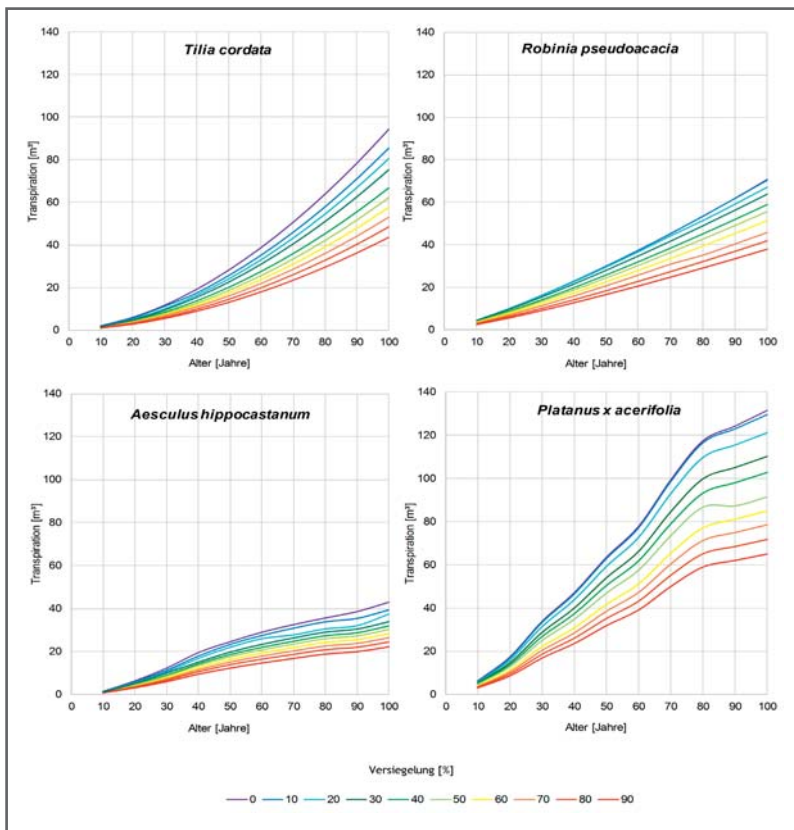 Tilia cordata
Transpiration [m³]
140
120
100
80
60
40
20
0
0 10 20 30 40 50 60 70 80 90 100
Alter [Jahre]
Robinia pseudoacacia
Transpiration [m³]
140
120
100
80
60
40
20
0
0 10 20 30 40 50 60 70 80 90 100
Alter [Jahre]
Aesculus hippocastanum
Transpiration [m³]
140
120
100
80
60
40
20
0
0 10 20 30 40 50 60 70 80 90 100
Alter [Jahre]
Platanus x acerifolia
Transpiration [m³]
140
120
100
80
60
40
20
0
0 10 20 30 40 50 60 70 80 90 100
Alter [Jahre]
Versiegelung [%]
0 10 20 30 40 50 60 70 80 90